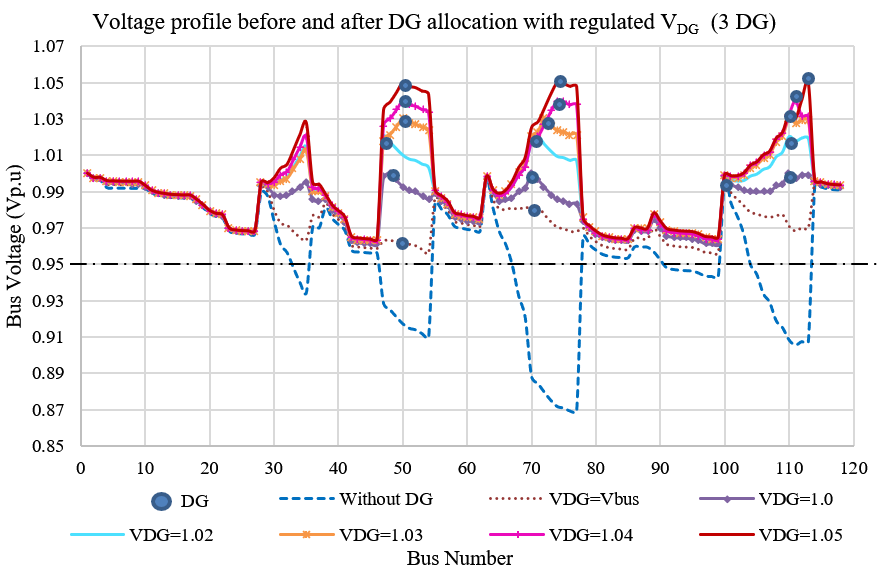 Voltage profile before and after DG allocation with regulated VDG (3 DG)
1.07
1.05
1.03
1.01
0.99
0.97
0.95
0.93
0.91
0.89
0.87
0.85
Bus Voltage (Vp.u)
0 10 20 30 40 50 60 70 80 90 100 110 120
DG Without DG VDG=Vbus VDG=1.0
VDG=1.02 VDG=1.03 VDG=1.04 VDG=1.05
Bus Number